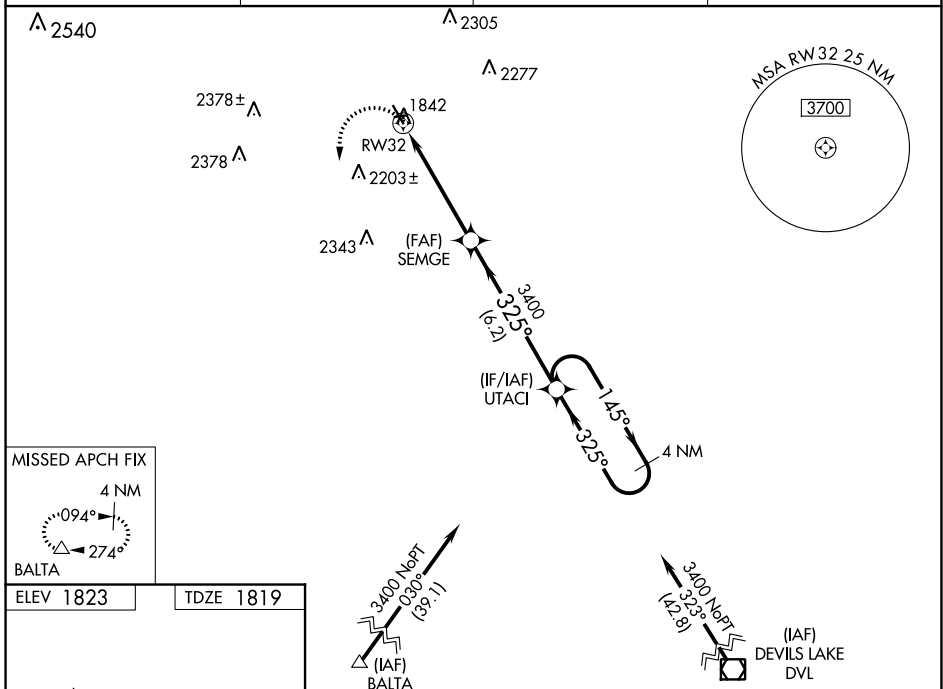 2540
2305
2277
MSA RW32 25 NM
3700
2378±
1842
RW32
2378
2203±
2343
(FAF)
SEMGE
3400
325°
(6.2)
(IF/IAF)
UTACI
145°
325°
4 NM
MISSED APCH FIX
4 NM
094°
274°
BALTA
ELEV 1823
TDZE 1819
3400 NoPT
030°
(39.1)
(IAF)
BALTA
3400 NoPT
323°
(42.8)
(IAF)
DEVILS LAKE
DVL